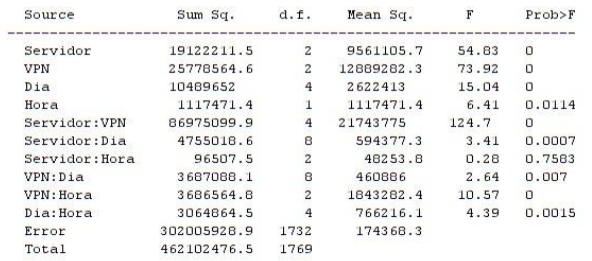 Source Sum Sq. d.f. Mean Sq. F Prob>F
Servidor 19122211.5 2 9561105.7 54.83 0
VPN 25778564.6 2 12889282.3 73.92 0
Dia 10489652 4 2622413 15.04 0
Hora 1117471.4 1 1117471.4 6.41 0.0114
Servidor:VPN 86975099.9 4 21743775 124.7 0
Servidor:Dia 4755018.6 8 594377.3 3.41 0.0007
Servidor:Hora 96507.5 2 48253.8 0.28 0.7583
VPN:Dia 3687088.1 8 460886 2.64 0.007
VPN:Hora 3686564.8 2 1843282.4 10.57 0
Dia:Hora 3064864.5 4 766216.1 4.39 0.0015
Error 302005928.9 1732 174368.3
Total 462102476.5 1769